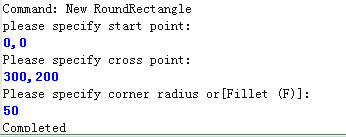 Command: New RoundRectangle
please specify start point:
0,0
Please specify cross point:
300,200
Please specify corner radius or[Fillet (F)]:
50
Completed